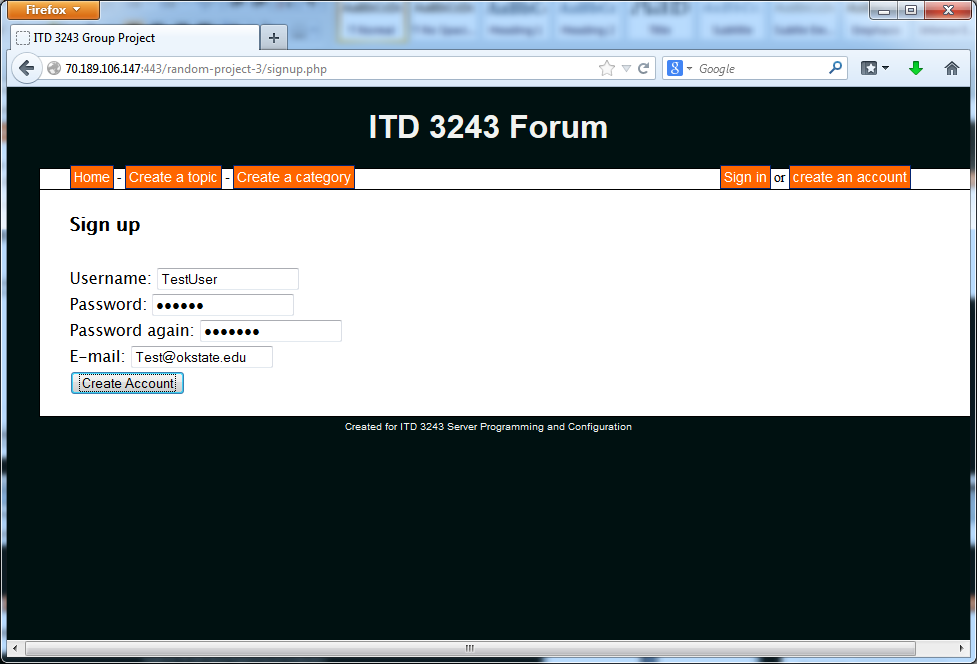 Firefox
ITD 3243 Group Project
70.189.106.147:443/random-project-3/signup.php
Google
ITD 3243 Forum
Home - Create a topic - Create a category
Sign in or create an account
Sign up
Username: TestUser
Password: ••••••
Password again: •••••••
E-mail: Test@okstate.edu
Create Account
Created for ITD 3243 Server Programming and Configuration